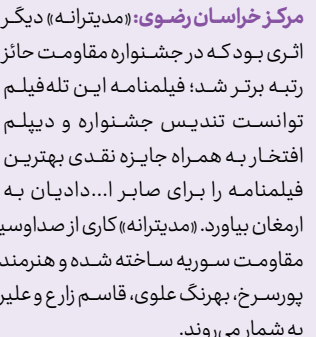 مرکز خراسان رضوی: «مدیترانه» دیگر
اثری بود که در جشنواره مقاومت حائز
رتبه برتر شد؛ فیلمنامه این تله‌فیلم
توانست تندیس جشنواره و دیپلم
افتخار به همراه جایزه نقدی بهترین
فیلمنامه را برای صابر ا...دادیان به
ارمغان بیاورد. «مدیترانه» کاری از صداوسی
مقاومت سوریه ساخته شده و هنرمند
پورسرخ، بهرنگ علوی، قاسم زارع و علیر
به شمار می‌روند.